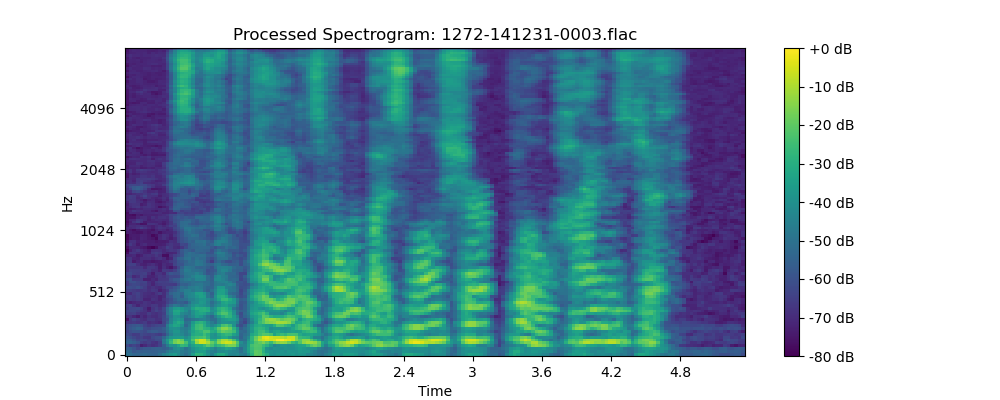 Processed Spectrogram: 1272-141231-0003.flac
+0 dB
-10 dB
4096
-20 dB
-30 dB
2048
-40 dB
Hz
1024
-50 dB
-60 dB
512
-70 dB
0
-80 dB
0 0.6 1.2 1.8 2.4 3 3.6 4.2 4.8
Time